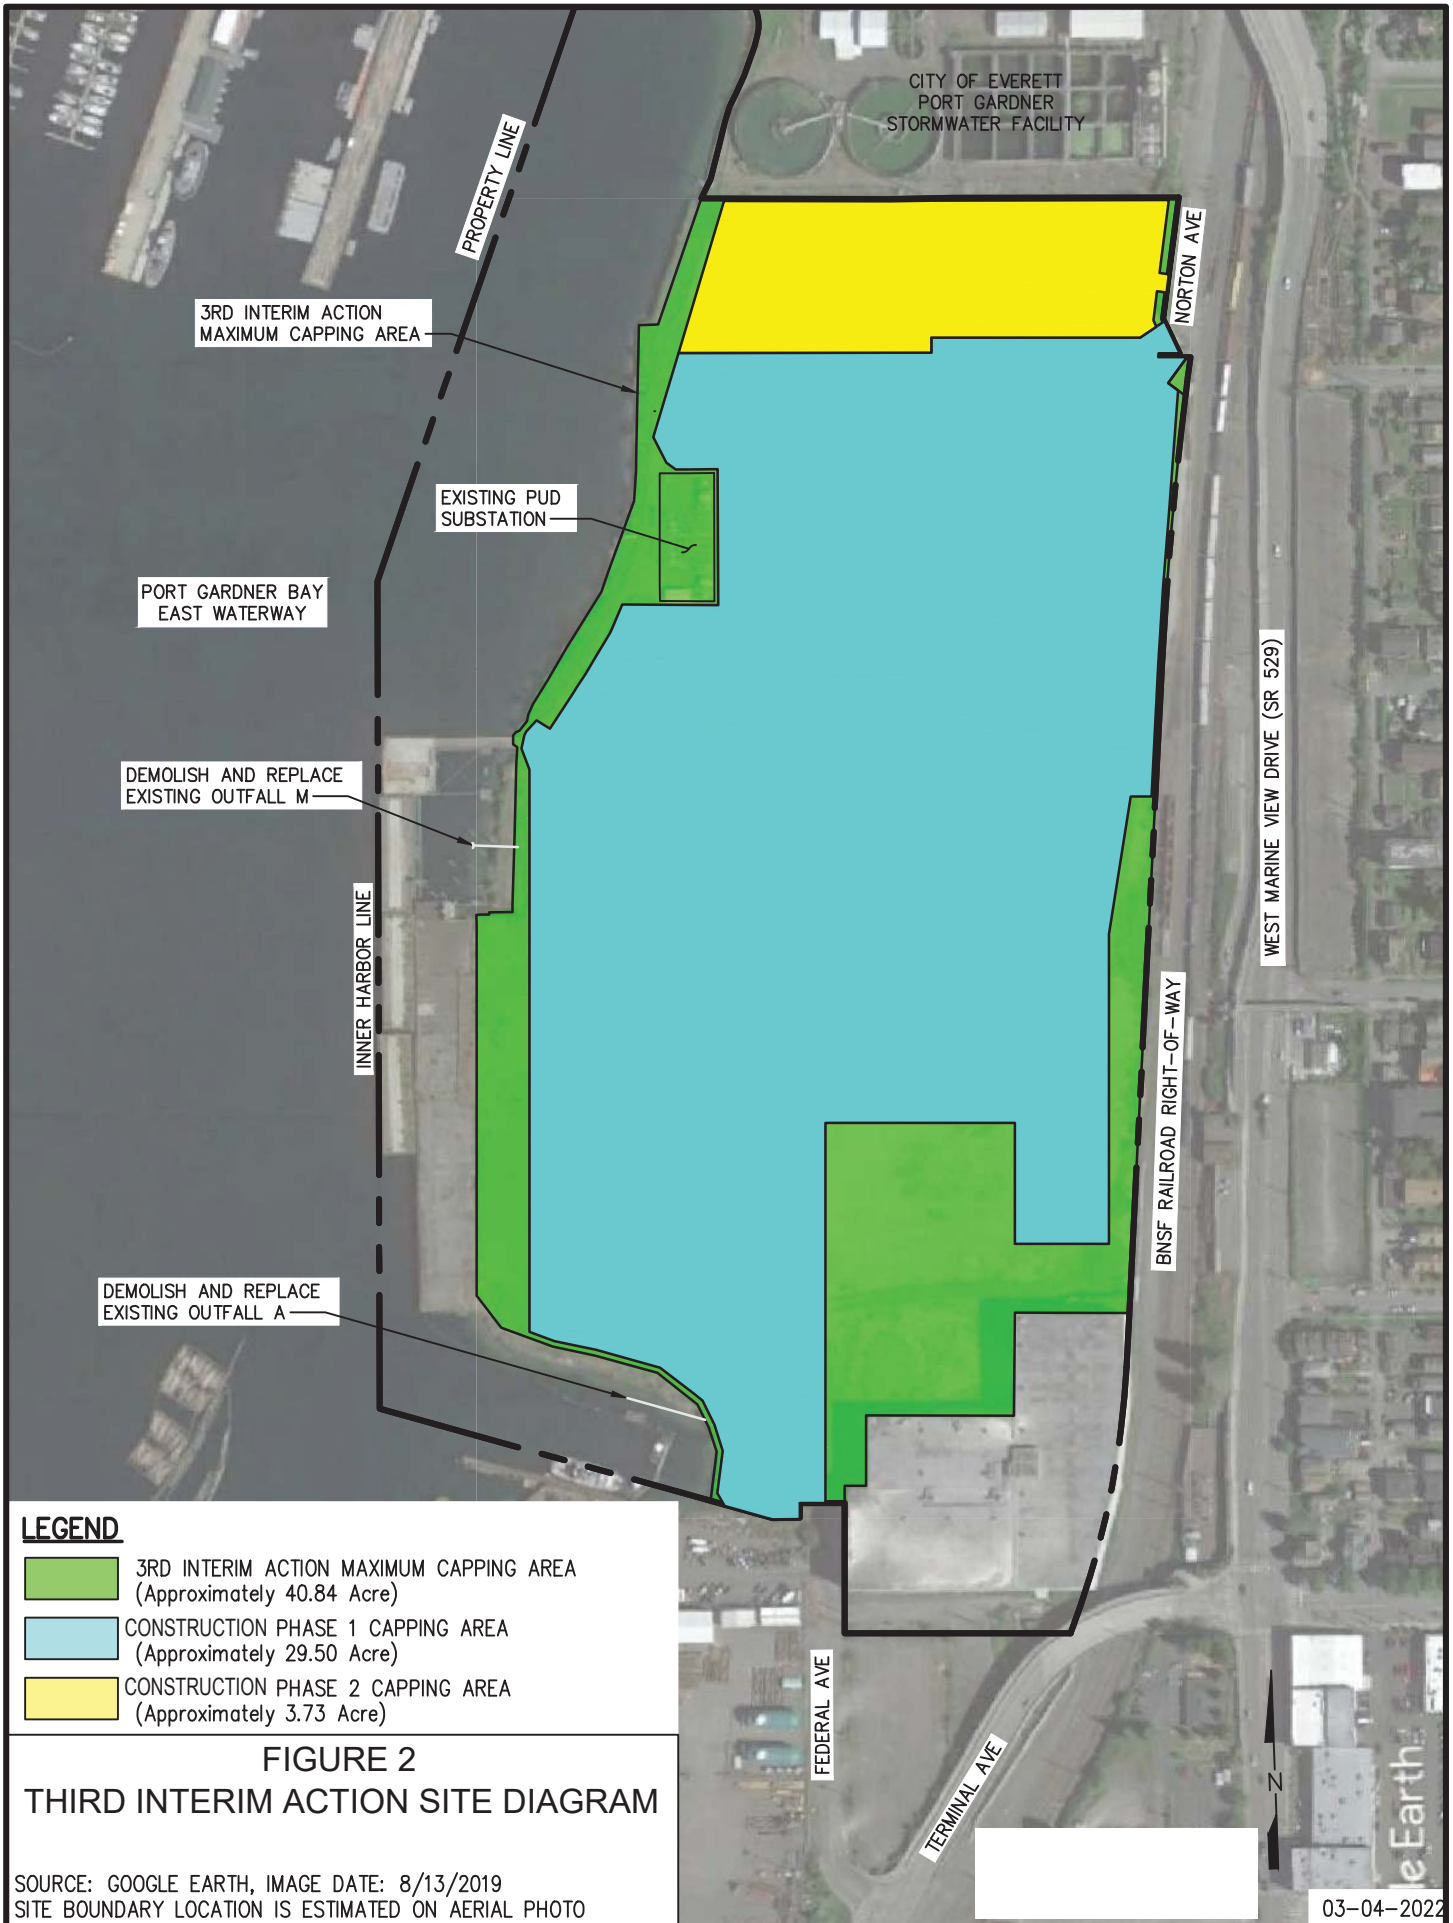 CITY OF EVERETT
PORT GARDNER
STORMWATER FACILITY
PROPERTY LINE
NORTON AVE
3RD INTERIM ACTION
MAXIMUM CAPPING AREA
EXISTING PUD
SUBSTATION
PORT GARDNER BAY
EAST WATERWAY
WEST MARINE VIEW DRIVE (SR 529)
DEMOLISH AND REPLACE
EXISTING OUTFALL M
INNER HARBOR LINE
BNSF RAILROAD RIGHT-OF-WAY
DEMOLISH AND REPLACE
EXISTING OUTFALL A
LEGEND
3RD INTERIM ACTION MAXIMUM CAPPING AREA
(Approximately 40.84 Acre)
CONSTRUCTION PHASE 1 CAPPING AREA
(Approximately 29.50 Acre)
CONSTRUCTION PHASE 2 CAPPING AREA
(Approximately 3.73 Acre)
FEDERAL AVE
TERMINAL AVE
N
le Earth
FIGURE 2
THIRD INTERIM ACTION SITE DIAGRAM
SOURCE: GOOGLE EARTH, IMAGE DATE: 8/13/2019
SITE BOUNDARY LOCATION IS ESTIMATED ON AERIAL PHOTO
03-04-2022